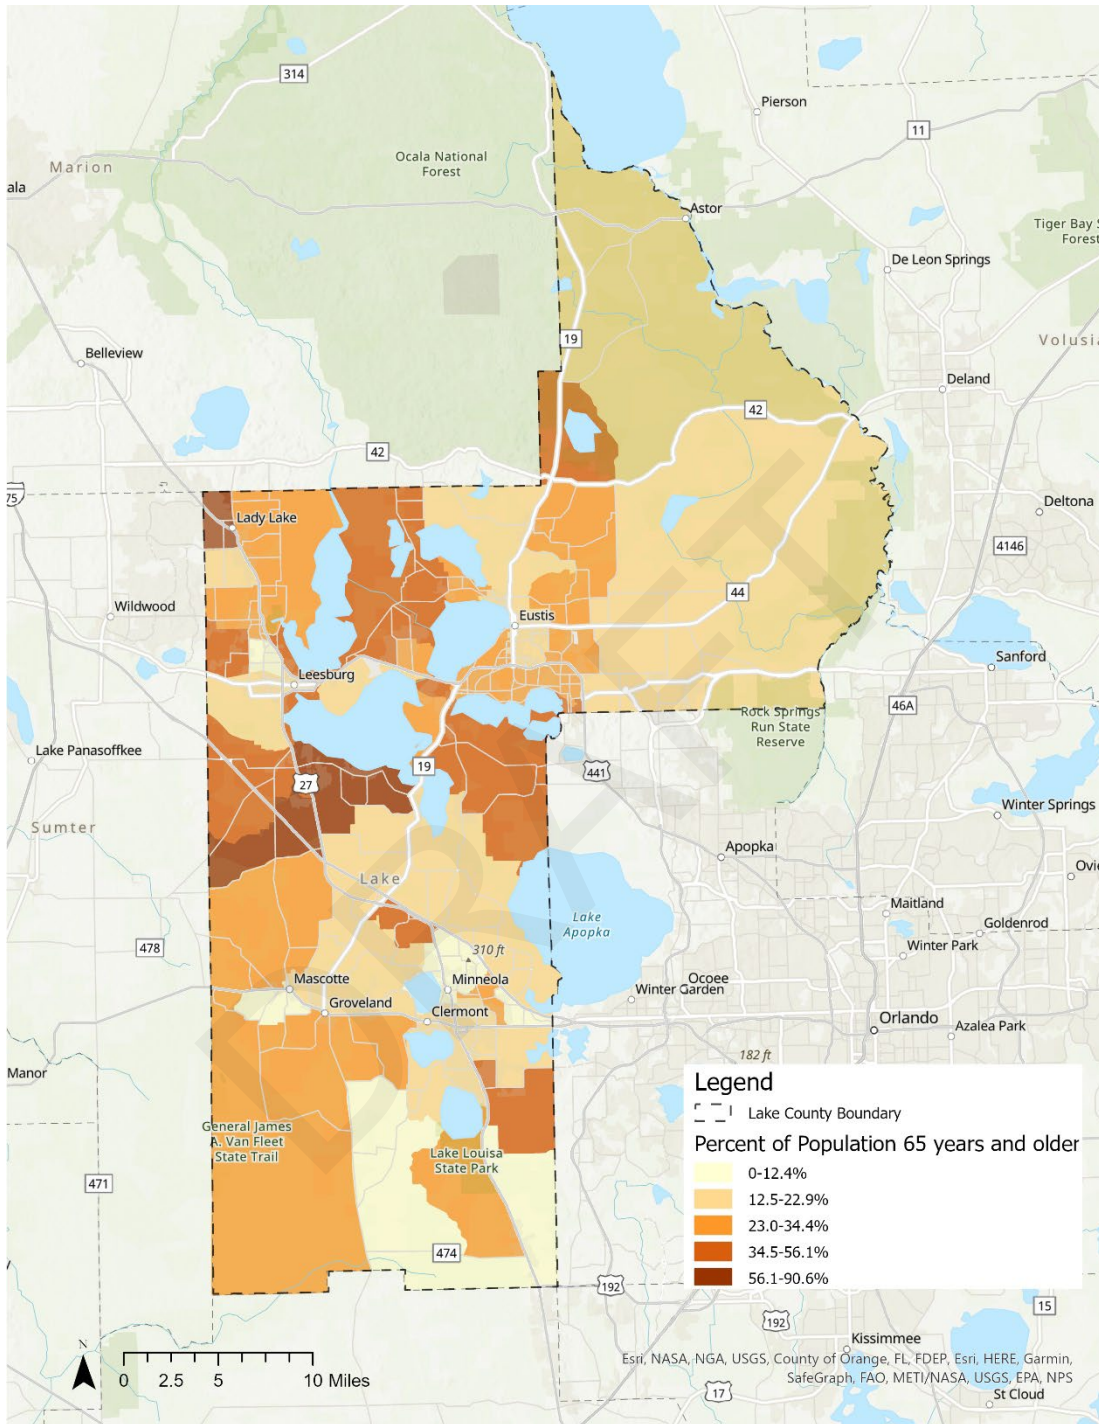 314
Pierson
11
Marion
Ocala National
Forest
ala
Astor
Tiger Bay S
Forest
De Leon Springs
19
Volusia
Belleview
Deland
42
42
75
Lady Lake
Deltona
4146
Wildwood
44
Eustis
Sanford
Leesburg
46A
Rock Springs
Run State
Reserve
Lake Panasoffkee
19
441
27
Winter Springs
Sumter
Apopka
Ovie
Lake
Maitland
Lake
Apopka
Goldenrod
478
310 ft
Winter Park
Mascotte
Minneola
Ocoee
Winter Garden
Groveland
Clermont
Orlando
Azalea Park
182 ft
Manor
DRAFT
Legend
Lake County Boundary
Percent of Population 65 years and older
0-12.4%
12.5-22.9%
23.0-34.4%
34.5-56.1%
56.1-90.6%
General James
A. Van Fleet
State Trail
Lake Louisa
State Park
471
474
192
15
192
N
Kissimmee
0 2.5 5 10 Miles
Esri, NASA, NGA, USGS, County of Orange, FL, FDEP, Esri, HERE, Garmin,
SafeGraph, FAO, METI/NASA, USGS, EPA, NPS
17
St Cloud